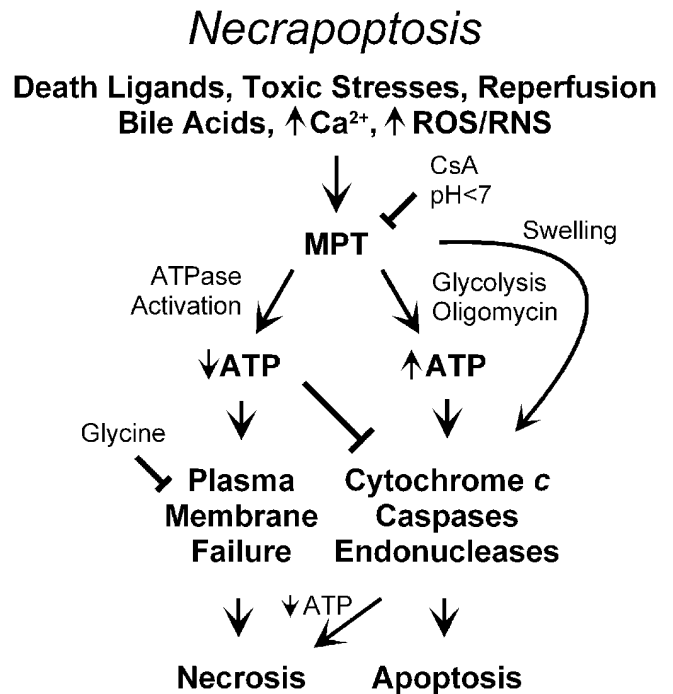 Necrapoptosis
Death Ligands, Toxic Stresses, Reperfusion
Bile Acids, ↑Ca²⁺, ↑ROS/RNS
CsA
pH<7
MPT
Swelling
ATPase
Activation
Glycolysis
Oligomycin
↓ATP
↑ATP
Glycine
Plasma
Membrane
Failure
Cytochrome c
Caspases
Endonucleases
↓ATP
Necrosis
Apoptosis